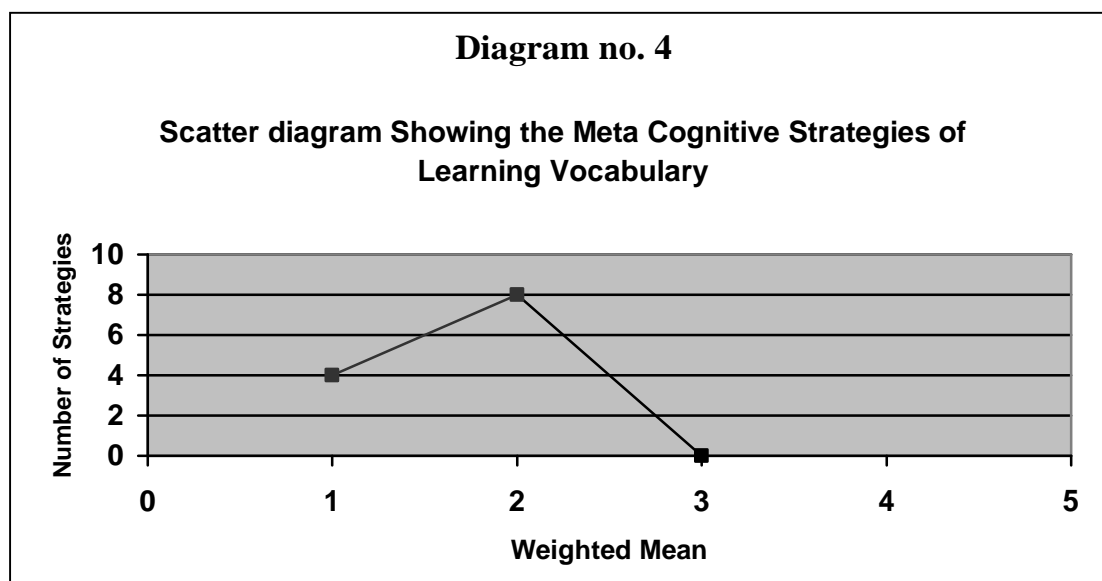 Diagram no. 4
Scatter diagram Showing the Meta Cognitive Strategies of
Learning Vocabulary
Number of Strategies
10
8
6
4
2
0
0 1 2 3 4 5
Weighted Mean